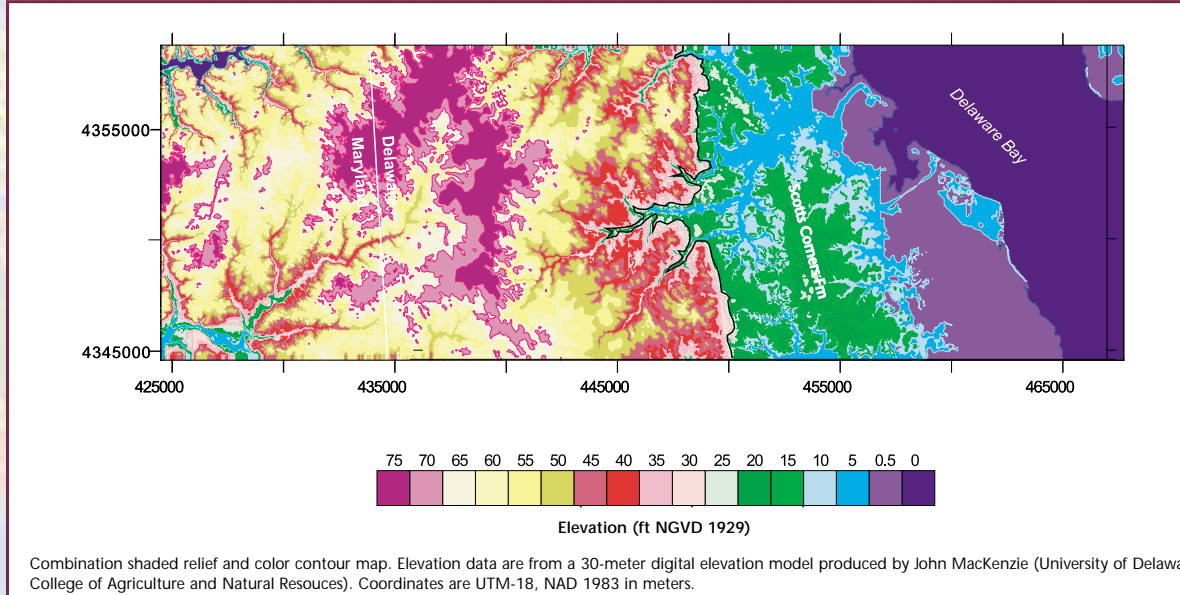 4355000
4345000
Maryland
Delaware
Scotts Corners Fm
Delaware Bay
425000 435000 445000 455000 465000
75 70 65 60 55 50 45 40 35 30 25 20 15 10 5 0.5 0
Elevation (ft NGVD 1929)
Combination shaded relief and color contour map. Elevation data are from a 30-meter digital elevation model produced by John MacKenzie (University of Delawa
College of Agriculture and Natural Resouces). Coordinates are UTM-18, NAD 1983 in meters.